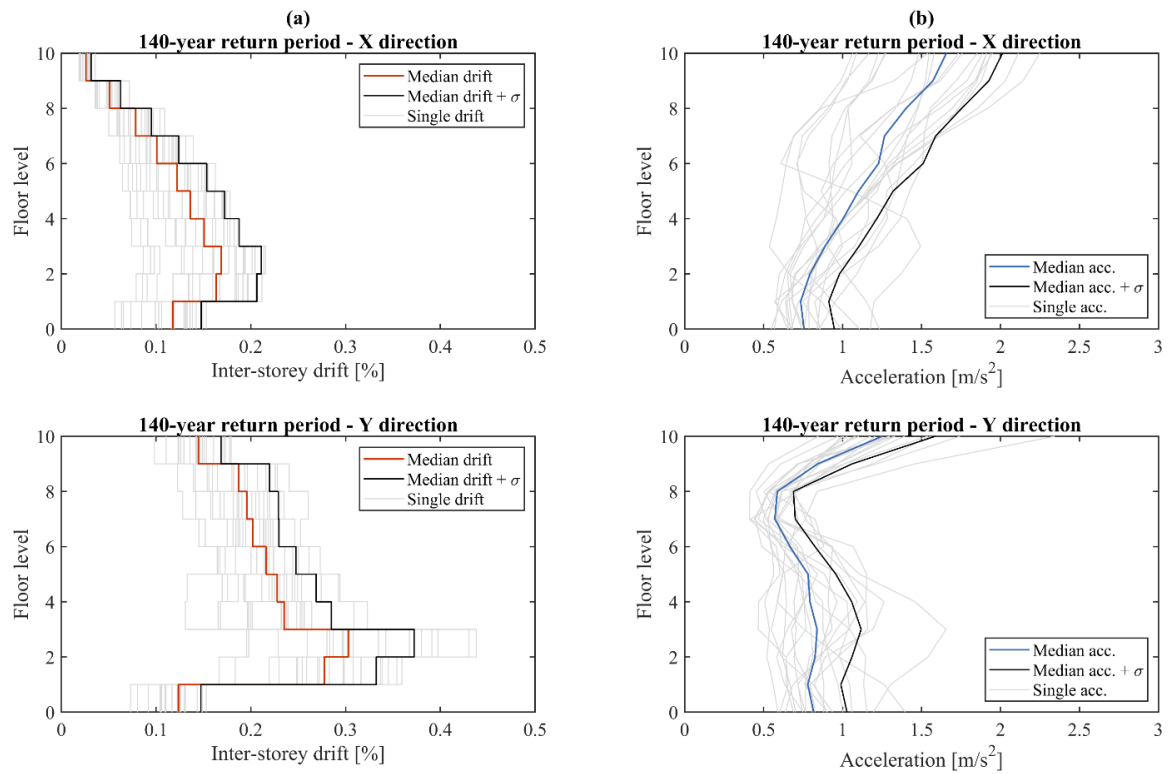 (a)
140-year return period - X direction
10
8
6
4
2
0
Floor level
Median drift
Median drift + σ
Single drift
0 0.1 0.2 0.3 0.4 0.5
Inter-storey drift [%]
(b)
140-year return period - X direction
10
8
6
4
2
0
Floor level
Median acc.
Median acc. + σ
Single acc.
0 0.5 1 1.5 2 2.5 3
Acceleration [m/s²]
140-year return period - Y direction
10
8
6
4
2
0
Floor level
Median drift
Median drift + σ
Single drift
0 0.1 0.2 0.3 0.4 0.5
Inter-storey drift [%]
140-year return period - Y direction
10
8
6
4
2
0
Floor level
Median acc.
Median acc. + σ
Single acc.
0 0.5 1 1.5 2 2.5 3
Acceleration [m/s²]